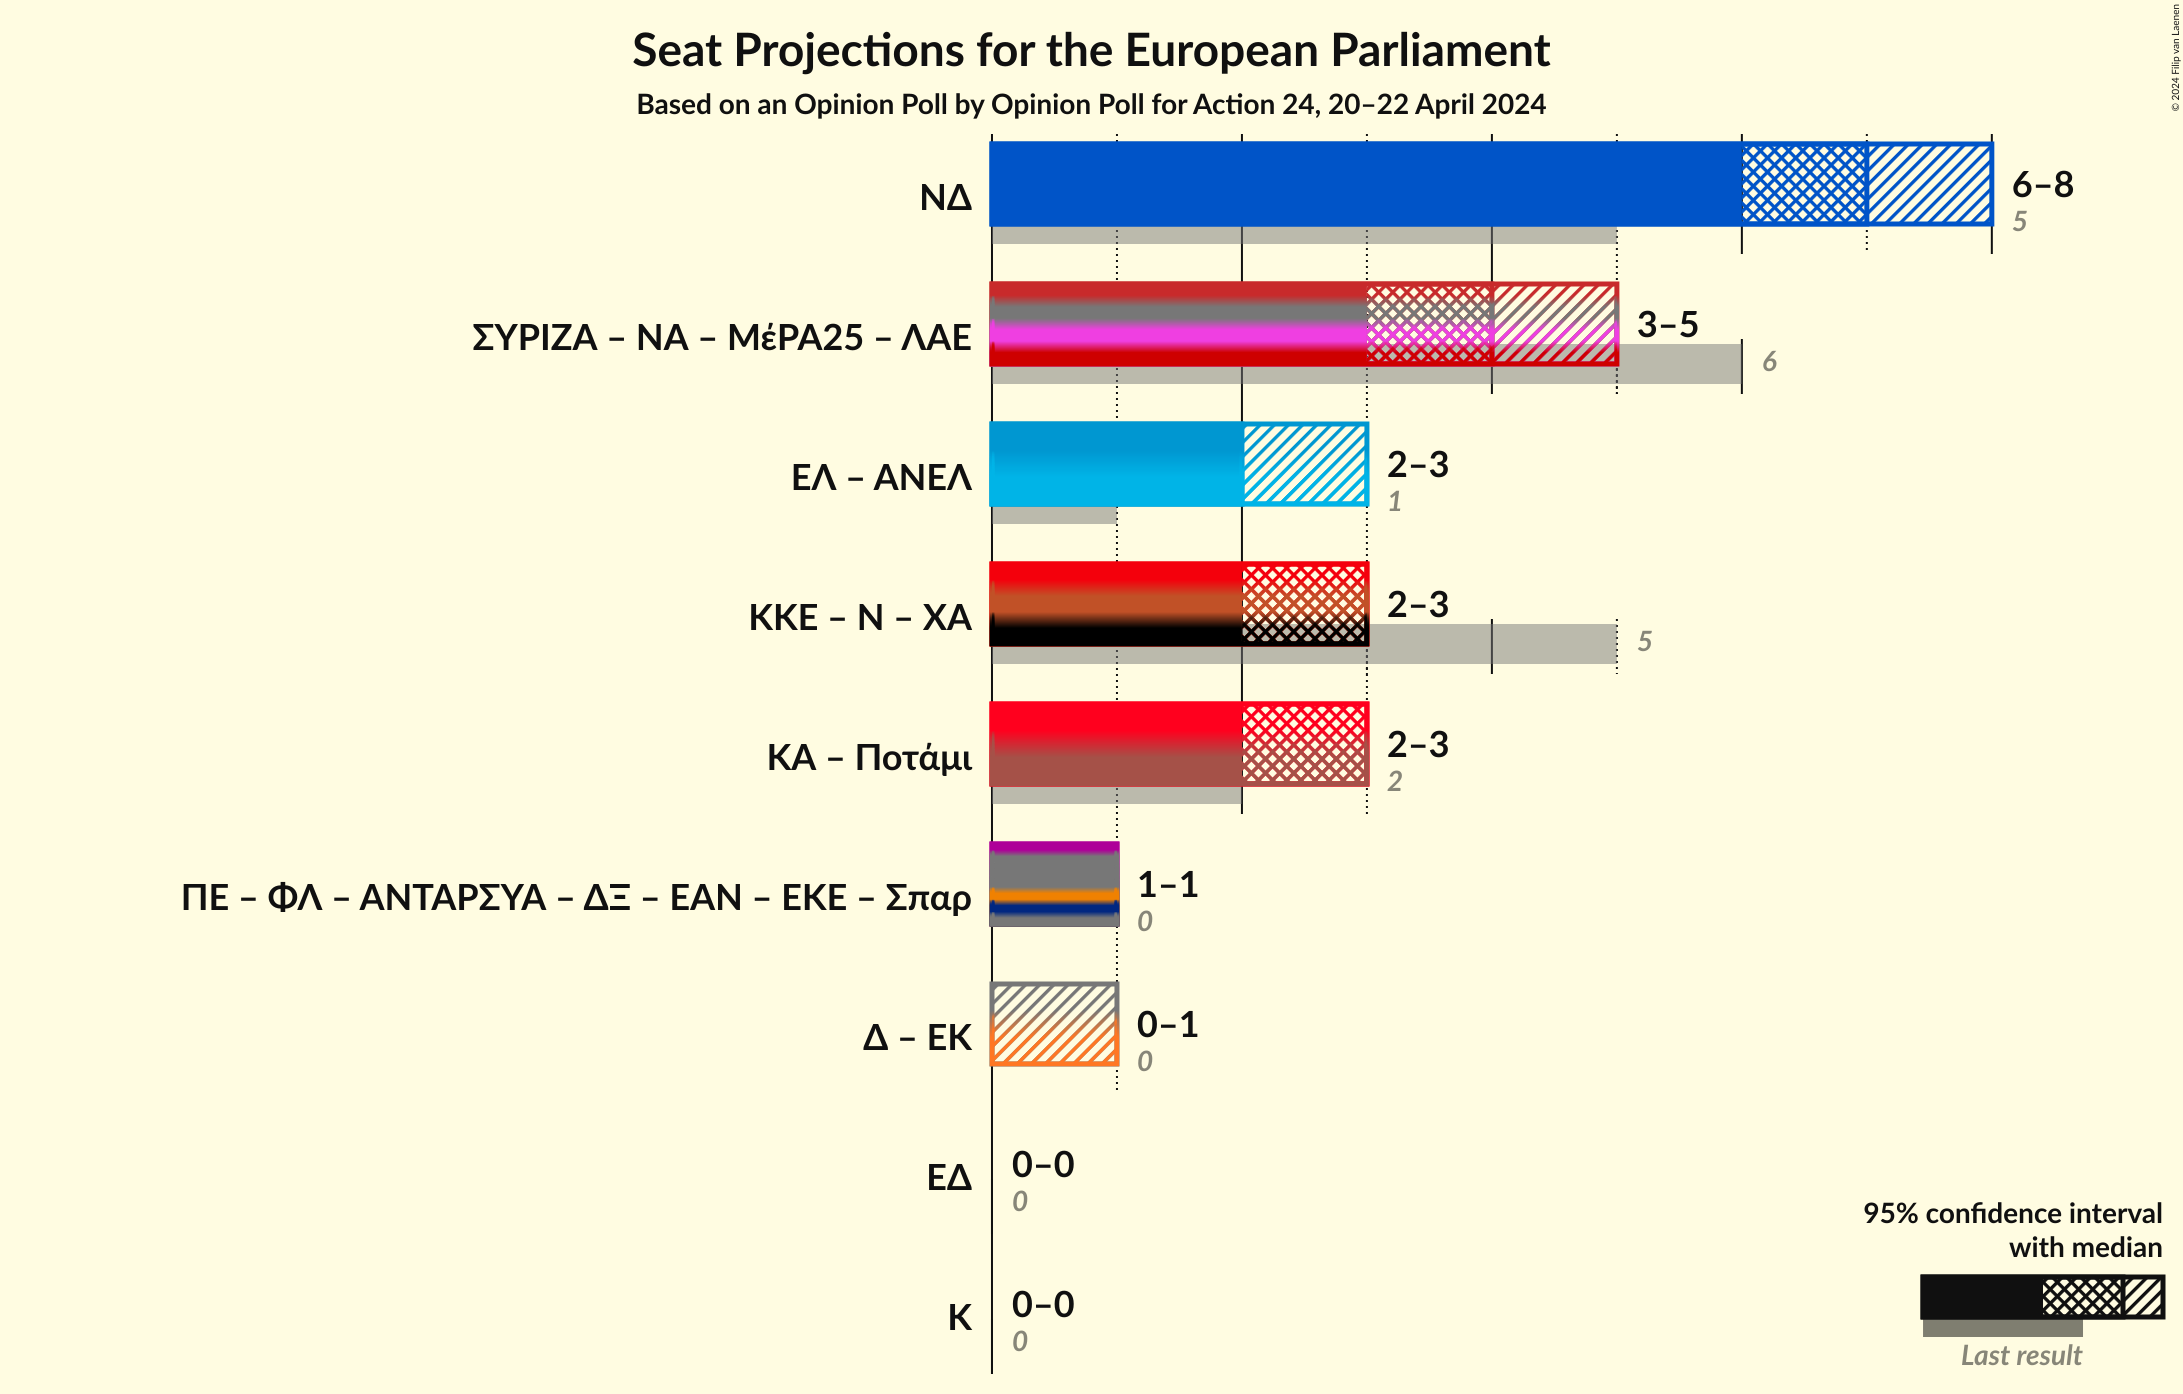 Seat Projections for the European Parliament
Based on an Opinion Poll by Opinion Poll for Action 24, 20–22 April 2024
© 2024 Filip van Laenen
ΝΔ
6–8
5
ΣΥΡΙΖΑ – ΝΑ – ΜέΡΑ25 – ΛΑΕ
3–5
6
ΕΛ – ΑΝΕΛ
2–3
1
ΚΚΕ – Ν – ΧΑ
2–3
5
ΚΑ – Ποτάμι
2–3
2
ΠΕ – ΦΛ – ΑΝΤΑΡΣΥΑ – ΔΞ – ΕΑΝ – ΕΚΕ – Σπαρ
1–1
0
Δ – ΕΚ
0–1
0
ΕΔ
0–0
0
Κ
0–0
0
95% confidence interval
with median
Last result